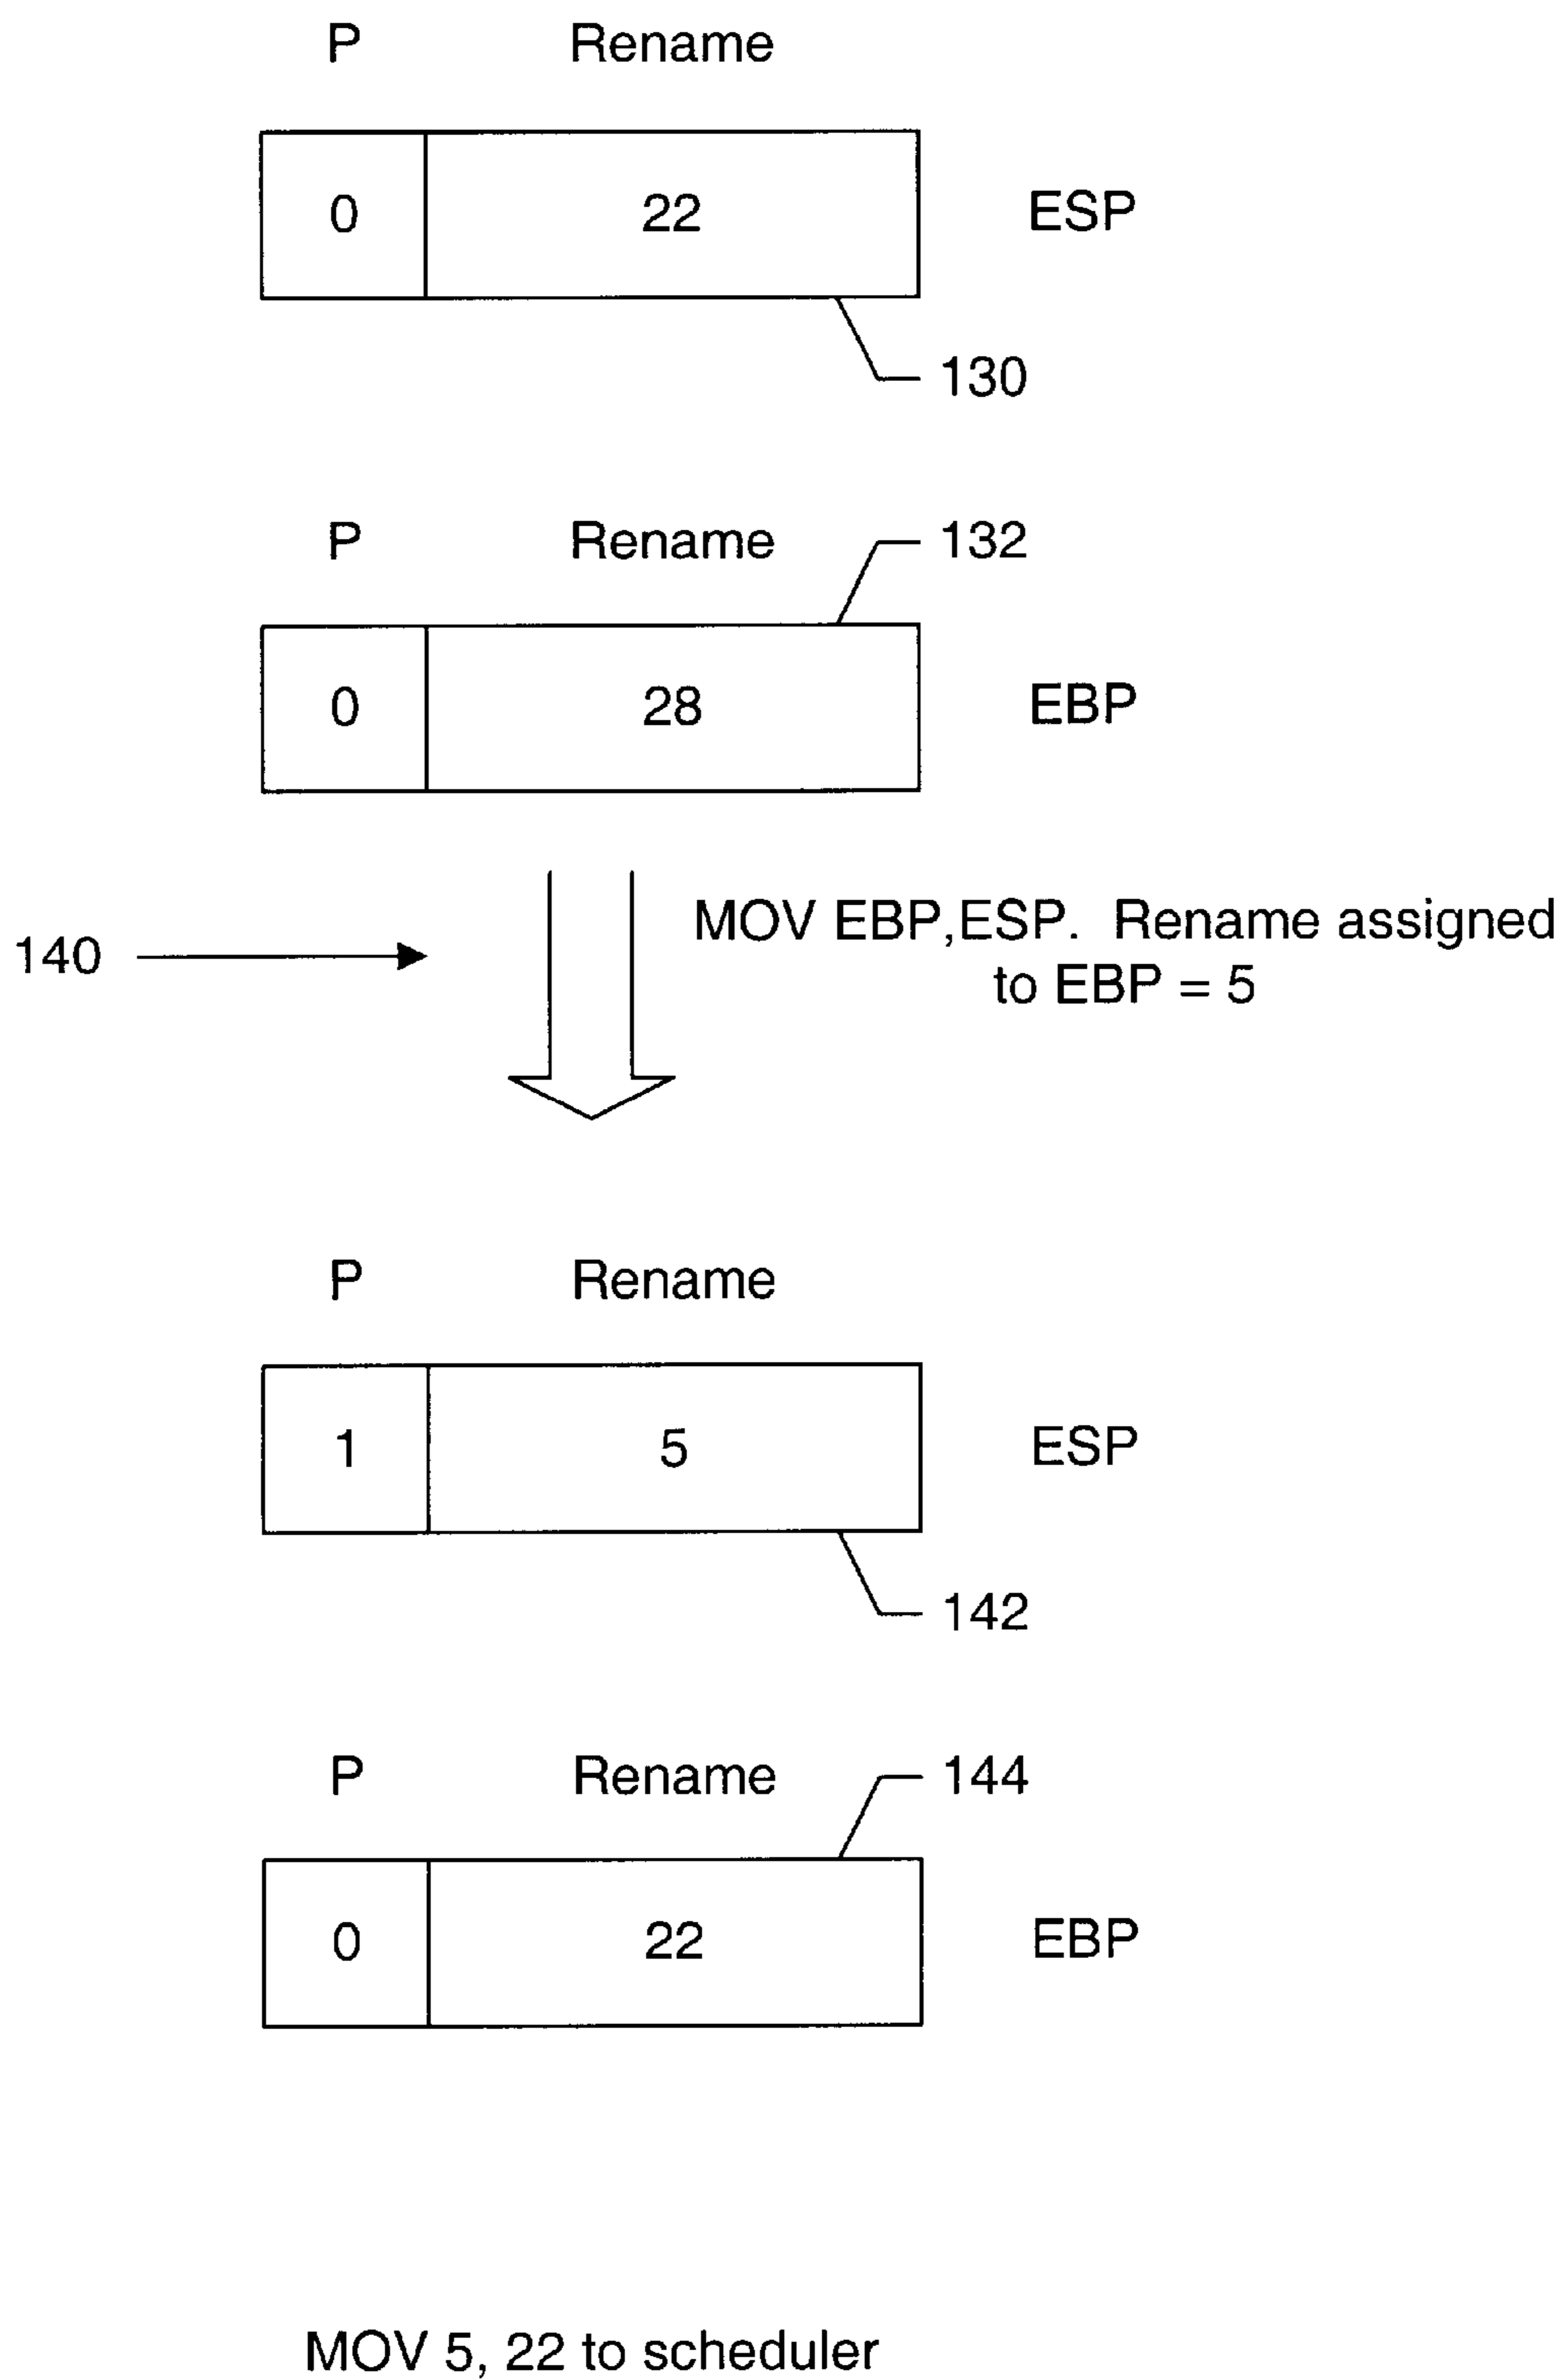 P Rename
0 22 ESP
130
P Rename 132
0 28 EBP
140
MOV EBP,ESP. Rename assigned
to EBP = 5
P Rename
1 5 ESP
142
P Rename 144
0 22 EBP
MOV 5, 22 to scheduler